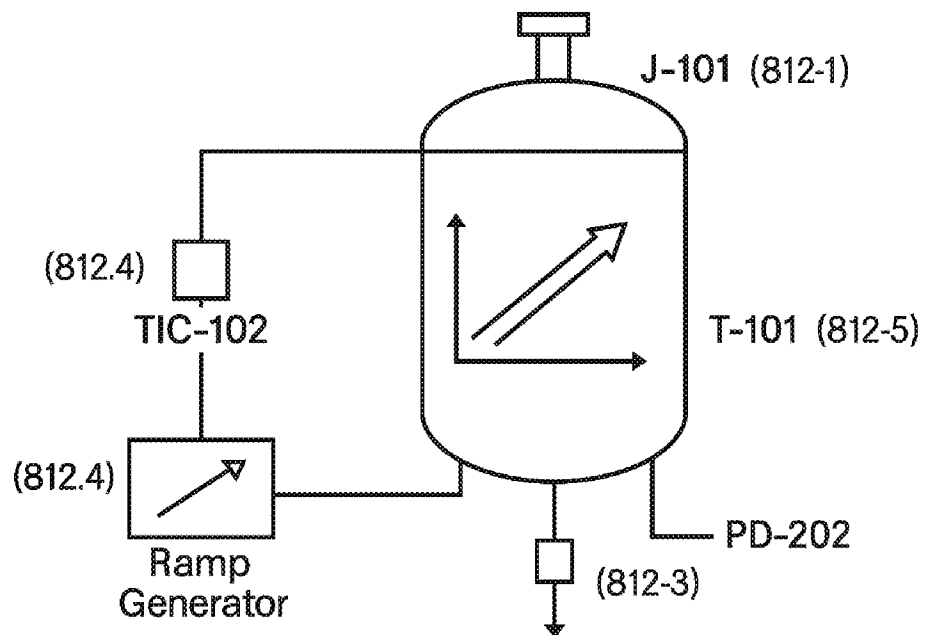 J-101 (812-1)
(812.4)
TIC-102
T-101 (812-5)
(812.4)
Ramp
Generator
PD-202
(812-3)